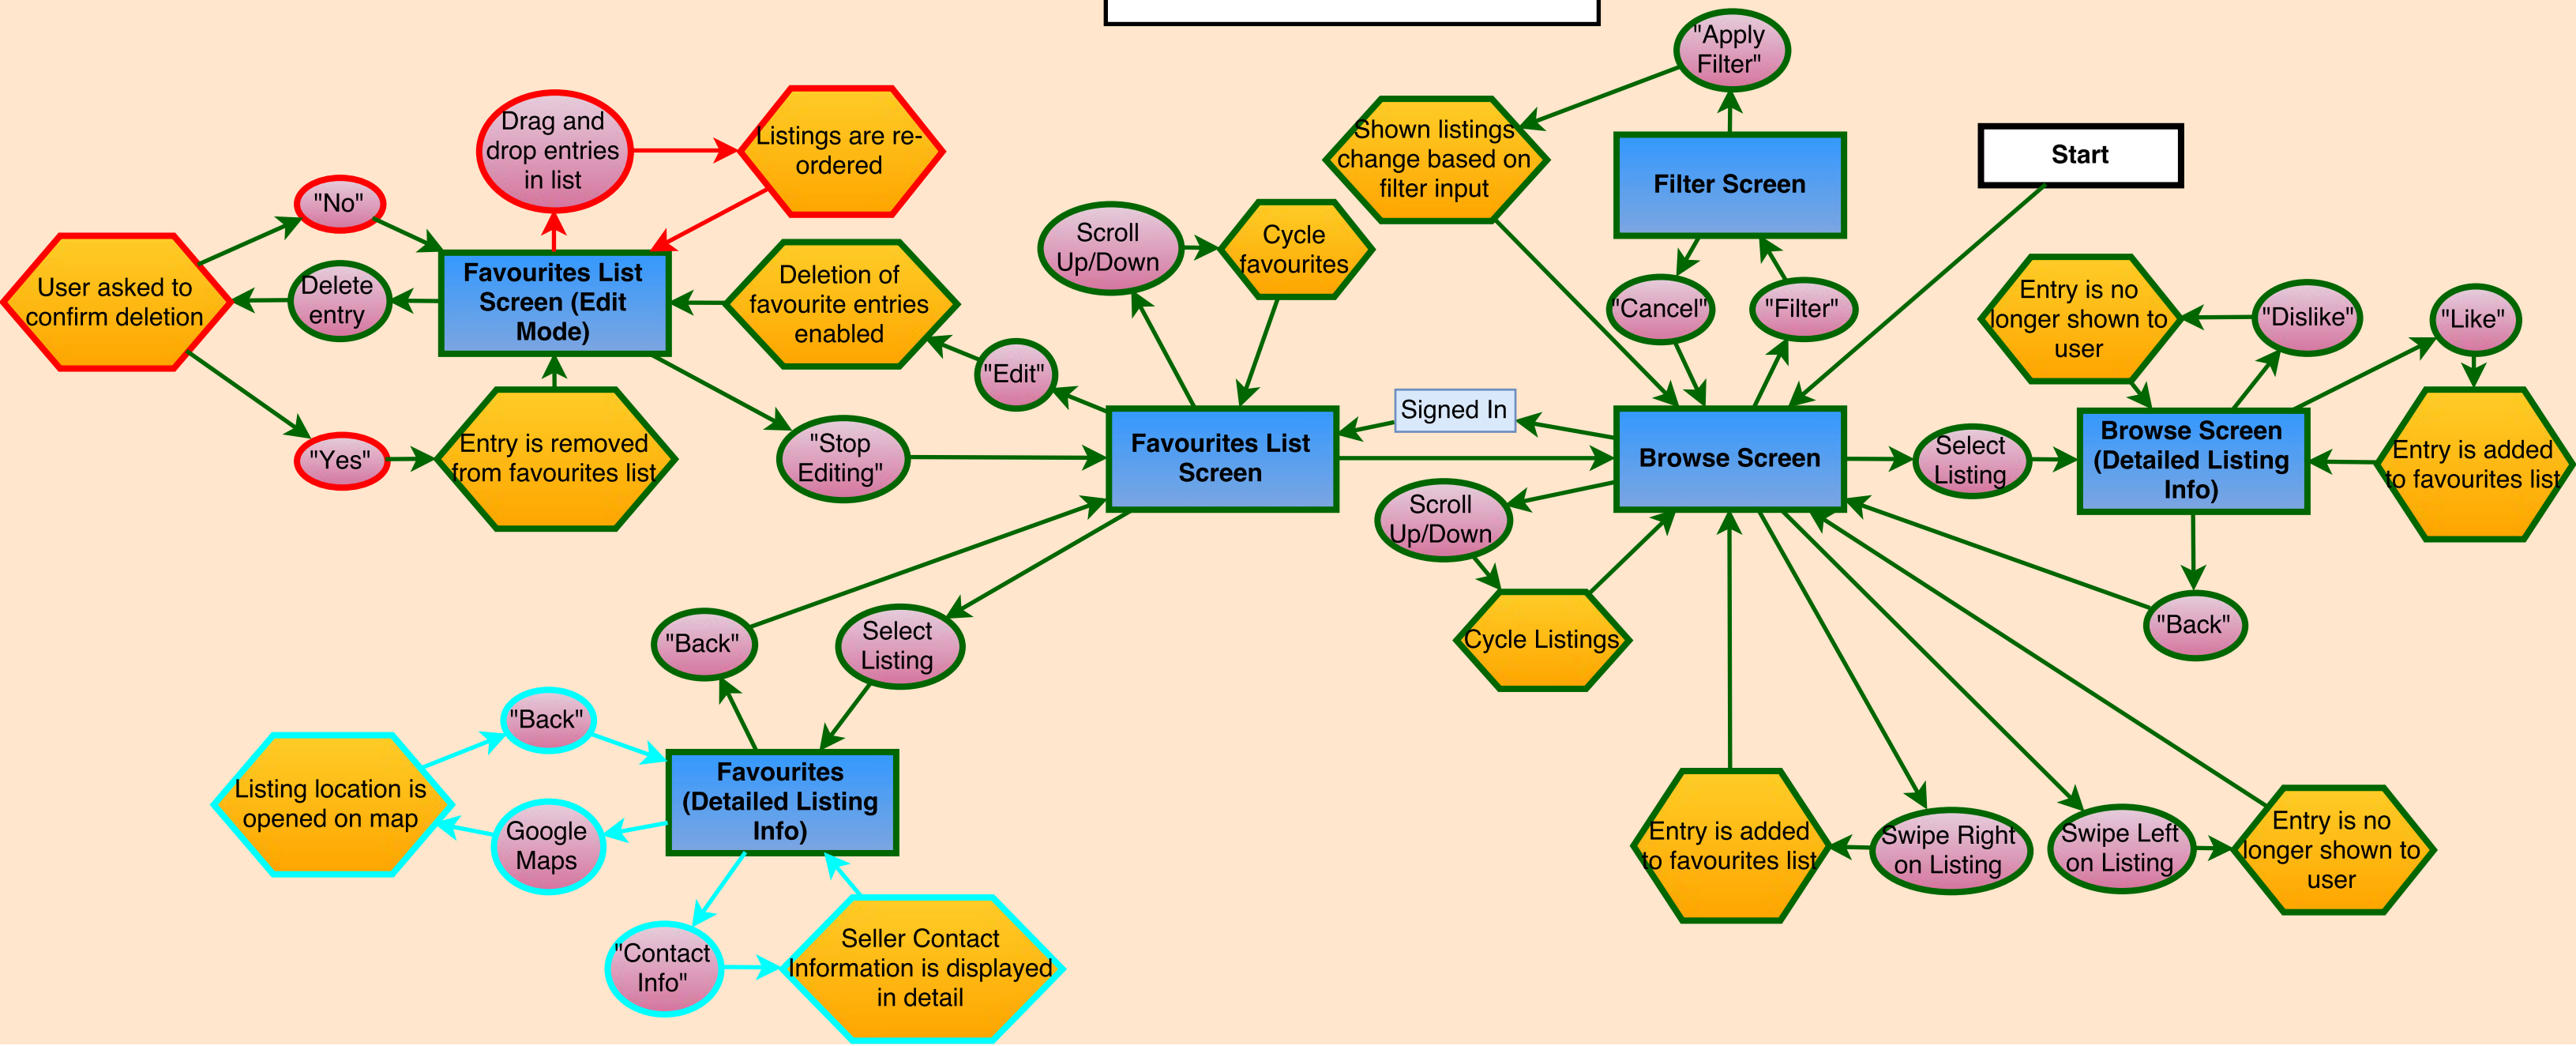 "Apply
Filter"
Drag and
drop entries
in list
Listings are re-
ordered
Shown listings
change based on
filter input
Filter Screen
Start
"No"
Scroll
Up/Down
Cycle
favourites
User asked to
confirm deletion
Delete
entry
Favourites List
Screen (Edit
Mode)
Deletion of
favourite entries
enabled
"Edit"
"Cancel"
"Filter"
Entry is no
longer shown to
user
"Dislike"
"Like"
Signed In
"Yes"
Entry is removed
from favourites list
"Stop
Editing"
Favourites List
Screen
Browse Screen
Select
Listing
Browse Screen
(Detailed Listing
Info)
Entry is added
to favourites list
Scroll
Up/Down
Cycle Listings
"Back"
"Back"
Select
Listing
"Back"
Listing location is
opened on map
Google
Maps
Favourites
(Detailed Listing
Info)
Entry is added
to favourites list
Swipe Right
on Listing
Swipe Left
on Listing
Entry is no
longer shown to
user
"Contact
Info"
Seller Contact
Information is displayed
in detail